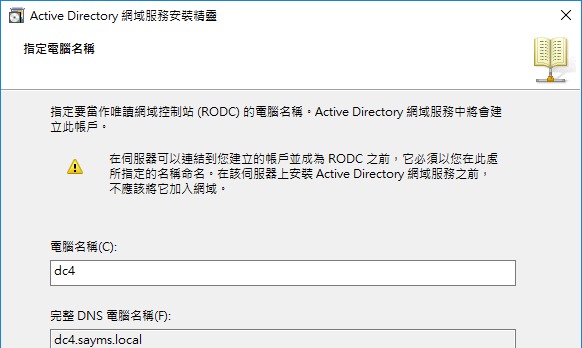 Active Directory 網域服務安裝精靈
指定電腦名稱
指定要當作唯讀網域控制站 (RODC) 的電腦名稱。Active Directory 網域服務中將會建
立此帳戶。
在伺服器可以連結到您建立的帳戶並成為 RODC 之前，它必須以您在此處
所指定的名稱命名。在該伺服器上安裝 Active Directory 網域服務之前，
不應該將它加入網域。
電腦名稱(C):
dc4
完整 DNS 電腦名稱(F):
dc4.sayms.local